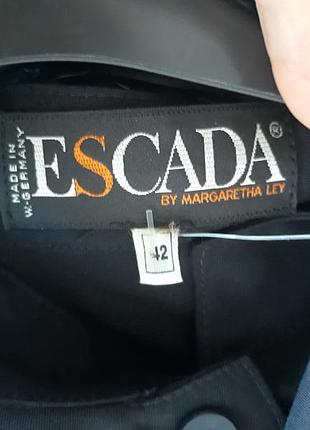 MADE IN
W.-GERMANY
ESCADA®
BY MARGARETHA LEY
42